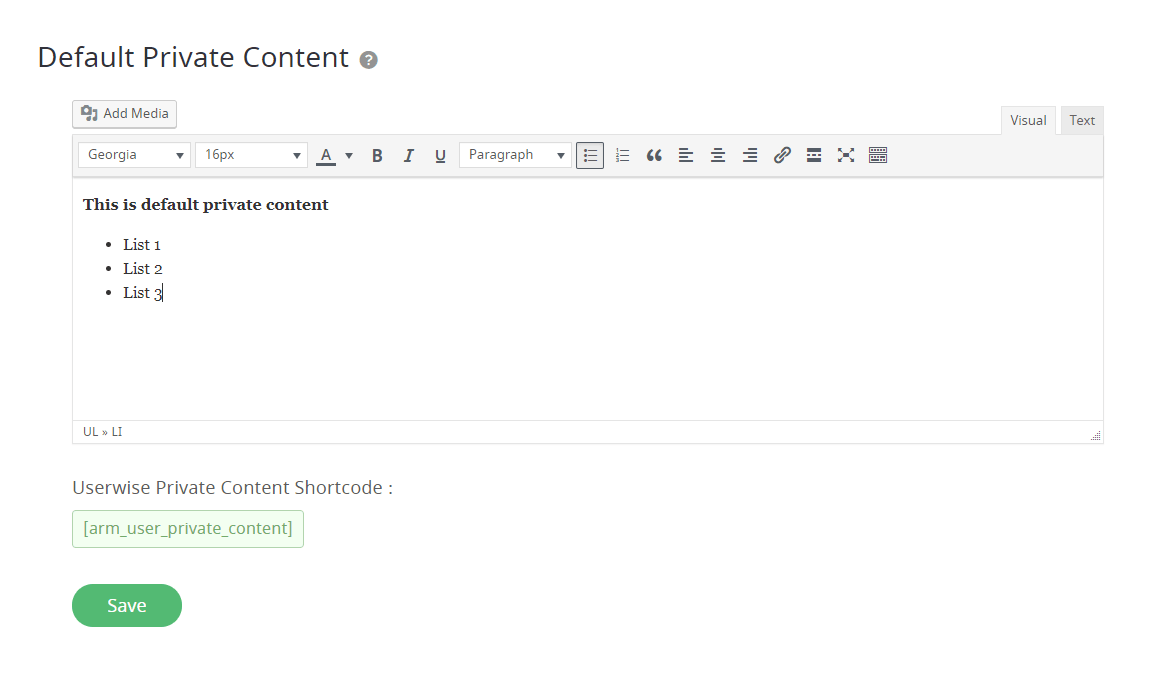 Default Private Content ?
Add Media
Visual Text
Georgia 16px A B I U Paragraph
This is default private content
• List 1
• List 2
• List 3
UL » LI
Userwise Private Content Shortcode :
[arm_user_private_content]
Save